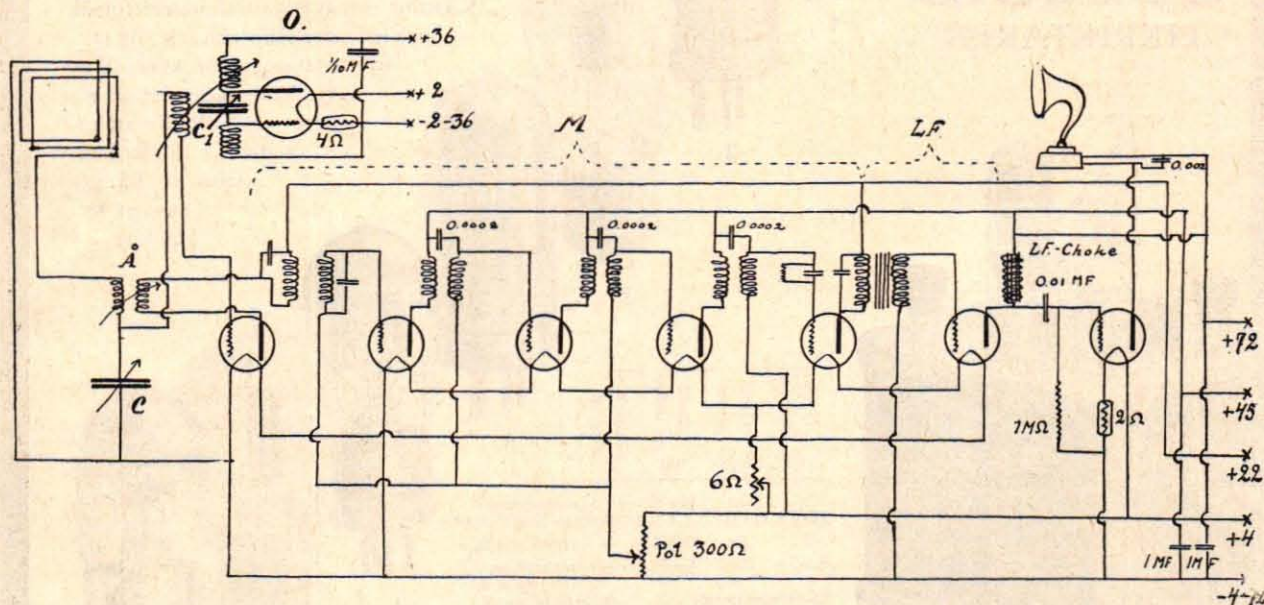 O.
+36
1/10 MF
+2
C1
-2-36
4Ω
M
LF.
0.002
0.0002
0.0002
0.0002
Å
LF-Choke
0.01 MF
+72
C
1MΩ
2Ω
+45
6Ω
+22
+4
Pot 300Ω
1MF
1MF